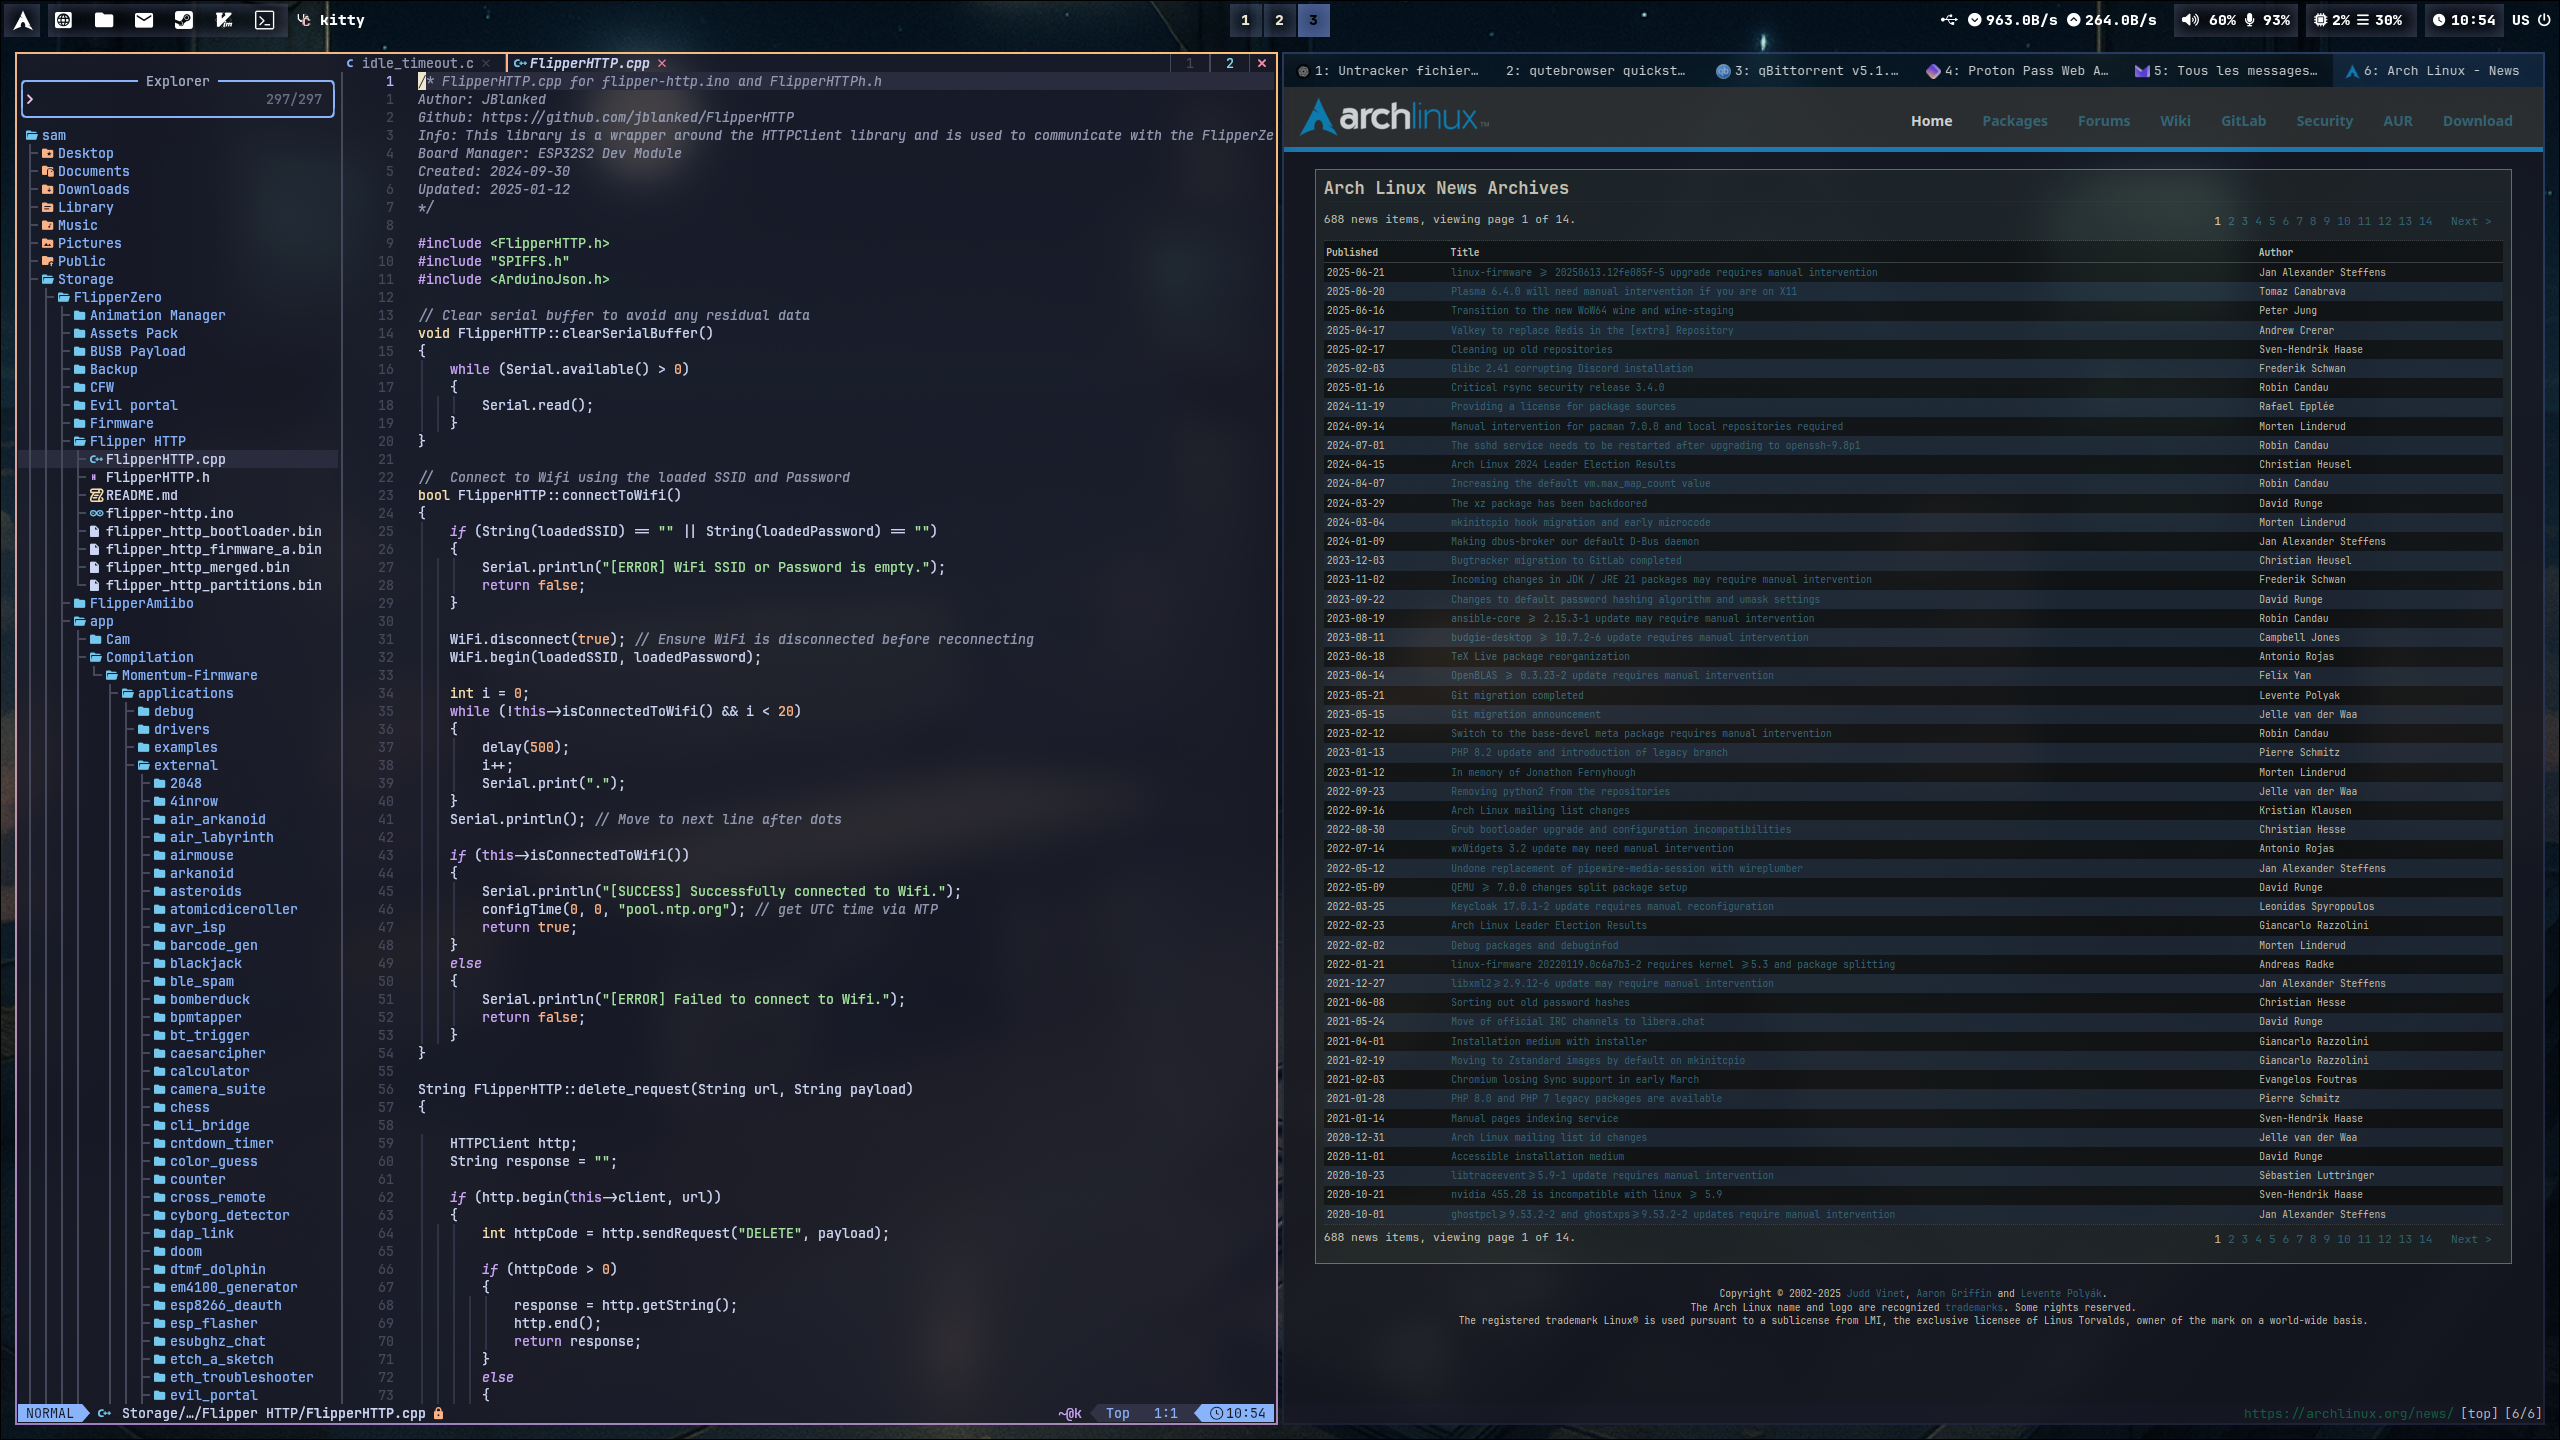 kitty
1 2 3
963.0B/s 264.0B/s 60% 93% 2% 30% 10:54 US
idle_timeout.c FlipperHTTP.cpp 1 2
Explorer
297/297
sam
Desktop
Documents
Downloads
Library
Music
Pictures
Public
Storage
FlipperZero
Animation Manager
Assets Pack
BUSB Payload
Backup
CFW
Evil portal
Firmware
Flipper HTTP
FlipperHTTP.cpp
FlipperHTTP.h
README.md
flipper-http.ino
flipper_http_bootloader.bin
flipper_http_firmware_a.bin
flipper_http_merged.bin
flipper_http_partitions.bin
FlipperAmiibo
app
Cam
Compilation
Momentum-Firmware
applications
debug
drivers
examples
external
2048
4inrow
air_arkanoid
air_labyrinth
airmouse
arkanoid
asteroids
atomicdiceroller
avr_isp
barcode_gen
blackjack
ble_spam
bomberduck
bpmtapper
bt_trigger
caesarcipher
calculator
camera_suite
chess
cli_bridge
cntdown_timer
color_guess
counter
cross_remote
cyborg_detector
dap_link
doom
dtmf_dolphin
em4100_generator
esp8266_deauth
esp_flasher
esubghz_chat
etch_a_sketch
eth_troubleshooter
evil_portal
1 /* FlipperHTTP.cpp for flipper-http.ino and FlipperHTTPh.h
1 Author: JBlanked
2 Github: https://github.com/jblanked/FlipperHTTP
3 Info: This library is a wrapper around the HTTPClient library and is used to communicate with the FlipperZe
4 Board Manager: ESP32S2 Dev Module
5 Created: 2024-09-30
6 Updated: 2025-01-12
7 */
8
9 #include <FlipperHTTP.h>
10 #include "SPIFFS.h"
11 #include <ArduinoJson.h>
12
13 // Clear serial buffer to avoid any residual data
14 void FlipperHTTP::clearSerialBuffer()
15 {
16 while (Serial.available() > 0)
17 {
18 Serial.read();
19 }
20 }
21
22 //  Connect to Wifi using the loaded SSID and Password
23 bool FlipperHTTP::connectToWifi()
24 {
25 if (String(loadedSSID) == "" || String(loadedPassword) == "")
26 {
27 Serial.println("[ERROR] WiFi SSID or Password is empty.");
28 return false;
29 }
30
31 WiFi.disconnect(true); // Ensure WiFi is disconnected before reconnecting
32 WiFi.begin(loadedSSID, loadedPassword);
33
34 int i = 0;
35 while (!this->isConnectedToWifi() && i < 20)
36 {
37 delay(500);
38 i++;
39 Serial.print(".");
40 }
41 Serial.println(); // Move to next line after dots
42
43 if (this->isConnectedToWifi())
44 {
45 Serial.println("[SUCCESS] Successfully connected to Wifi.");
46 configTime(0, 0, "pool.ntp.org"); // get UTC time via NTP
47 return true;
48 }
49 else
50 {
51 Serial.println("[ERROR] Failed to connect to Wifi.");
52 return false;
53 }
54 }
55
56 String FlipperHTTP::delete_request(String url, String payload)
57 {
58
59 HTTPClient http;
60 String response = "";
61
62 if (http.begin(this->client, url))
63 {
64 int httpCode = http.sendRequest("DELETE", payload);
65
66 if (httpCode > 0)
67 {
68 response = http.getString();
69 http.end();
70 return response;
71 }
72 else
73 {
NORMAL Storage/…/Flipper HTTP/FlipperHTTP.cpp ~@k Top 1:1 10:54
1: Untracker fichier… 2: qutebrowser quickst… 3: qBittorrent v5.1.… 4: Proton Pass Web A… 5: Tous les messages… 6: Arch Linux - News
archlinux TM
Home Packages Forums Wiki GitLab Security AUR Download
Arch Linux News Archives
688 news items, viewing page 1 of 14.
1 2 3 4 5 6 7 8 9 10 11 12 13 14 Next >
Published Title Author
2025-06-21 linux-firmware >= 20250613.12fe085f-5 upgrade requires manual intervention Jan Alexander Steffens
2025-06-20 Plasma 6.4.0 will need manual intervention if you are on X11 Tomaz Canabrava
2025-06-16 Transition to the new WoW64 wine and wine-staging Peter Jung
2025-04-17 Valkey to replace Redis in the [extra] Repository Andrew Crerar
2025-02-17 Cleaning up old repositories Sven-Hendrik Haase
2025-02-03 Glibc 2.41 corrupting Discord installation Frederik Schwan
2025-01-16 Critical rsync security release 3.4.0 Robin Candau
2024-11-19 Providing a license for package sources Rafael Epplée
2024-09-14 Manual intervention for pacman 7.0.0 and local repositories required Morten Linderud
2024-07-01 The sshd service needs to be restarted after upgrading to openssh-9.8p1 Robin Candau
2024-04-15 Arch Linux 2024 Leader Election Results Christian Heusel
2024-04-07 Increasing the default vm.max_map_count value Robin Candau
2024-03-29 The xz package has been backdoored David Runge
2024-03-04 mkinitcpio hook migration and early microcode Morten Linderud
2024-01-09 Making dbus-broker our default D-Bus daemon Jan Alexander Steffens
2023-12-03 Bugtracker migration to GitLab completed Christian Heusel
2023-11-02 Incoming changes in JDK / JRE 21 packages may require manual intervention Frederik Schwan
2023-09-22 Changes to default password hashing algorithm and umask settings David Runge
2023-08-19 ansible-core >= 2.15.3-1 update may require manual intervention Robin Candau
2023-08-11 budgie-desktop >= 10.7.2-6 update requires manual intervention Campbell Jones
2023-06-18 TeX Live package reorganization Antonio Rojas
2023-06-14 OpenBLAS >= 0.3.23-2 update requires manual intervention Felix Yan
2023-05-21 Git migration completed Levente Polyak
2023-05-15 Git migration announcement Jelle van der Waa
2023-02-12 Switch to the base-devel meta package requires manual intervention Robin Candau
2023-01-13 PHP 8.2 update and introduction of legacy branch Pierre Schmitz
2023-01-12 In memory of Jonathon Fernyhough Morten Linderud
2022-09-23 Removing python2 from the repositories Jelle van der Waa
2022-09-16 Arch Linux mailing list changes Kristian Klausen
2022-08-30 Grub bootloader upgrade and configuration incompatibilities Christian Hesse
2022-07-14 wxWidgets 3.2 update may need manual intervention Antonio Rojas
2022-05-12 Undone replacement of pipewire-media-session with wireplumber Jan Alexander Steffens
2022-05-09 QEMU >= 7.0.0 changes split package setup David Runge
2022-03-25 Keycloak 17.0.1-2 update requires manual reconfiguration Leonidas Spyropoulos
2022-02-23 Arch Linux Leader Election Results Giancarlo Razzolini
2022-02-02 Debug packages and debuginfod Morten Linderud
2022-01-21 linux-firmware 20220119.0c6a7b3-2 requires kernel >=5.3 and package splitting Andreas Radke
2021-12-27 libxml2>=2.9.12-6 update may require manual intervention Jan Alexander Steffens
2021-06-08 Sorting out old password hashes Christian Hesse
2021-05-24 Move of official IRC channels to libera.chat David Runge
2021-04-01 Installation medium with installer Giancarlo Razzolini
2021-02-19 Moving to Zstandard images by default on mkinitcpio Giancarlo Razzolini
2021-02-03 Chromium losing Sync support in early March Evangelos Foutras
2021-01-28 PHP 8.0 and PHP 7 legacy packages are available Pierre Schmitz
2021-01-14 Manual pages indexing service Sven-Hendrik Haase
2020-12-31 Arch Linux mailing list id changes Jelle van der Waa
2020-11-01 Accessible installation medium David Runge
2020-10-23 libtraceevent>=5.9-1 update requires manual intervention Sébastien Luttringer
2020-10-21 nvidia 455.28 is incompatible with linux >= 5.9 Sven-Hendrik Haase
2020-10-01 ghostpcl>=9.53.2-2 and ghostxps>=9.53.2-2 updates require manual intervention Jan Alexander Steffens
688 news items, viewing page 1 of 14.
1 2 3 4 5 6 7 8 9 10 11 12 13 14 Next >
Copyright © 2002-2025 Judd Vinet, Aaron Griffin and Levente Polyák.
The Arch Linux name and logo are recognized trademarks. Some rights reserved.
The registered trademark Linux® is used pursuant to a sublicense from LMI, the exclusive licensee of Linus Torvalds, owner of the mark on a world-wide basis.
https://archlinux.org/news/ [top] [6/6]